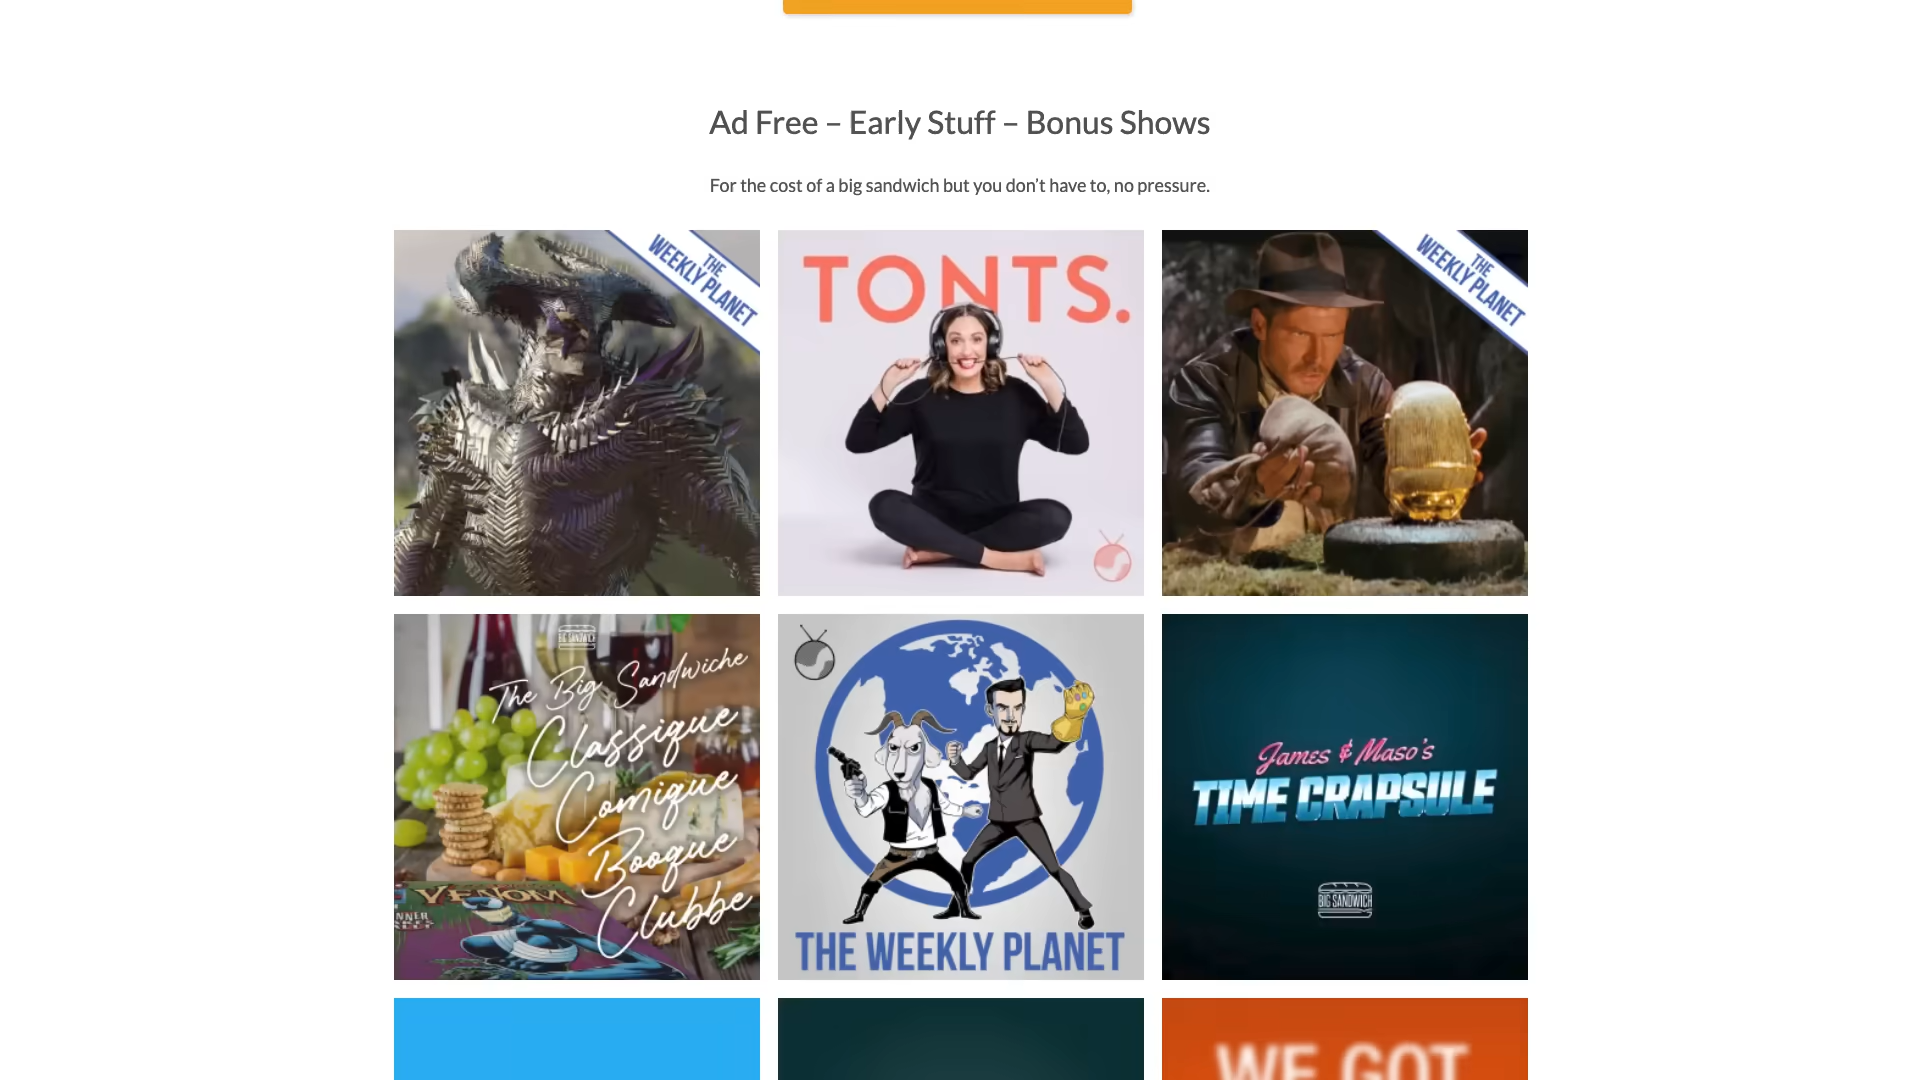 Ad Free – Early Stuff – Bonus Shows
For the cost of a big sandwich but you don't have to, no pressure.
THE
WEEKLY PLANET
TONTS.
THE
WEEKLY PLANET
BIG SANDWICH
The Big Sandwiche
Classique
Comique
Booque
Clubbe
VENOM
THE WEEKLY PLANET
James & Maso's
TIME CRAPSULE
BIG SANDWICH
WE GOT